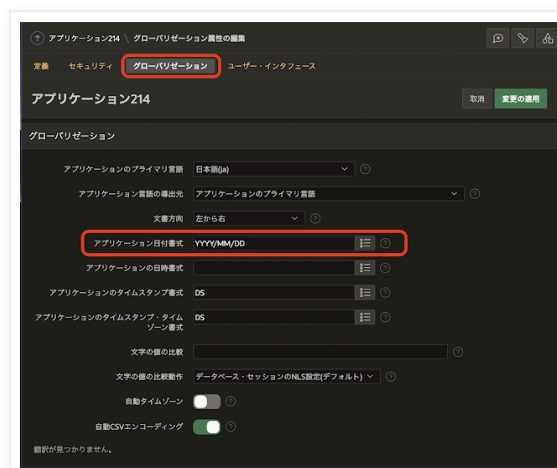 アプリケーション214 \ グローバリゼーション属性の編集
定義 セキュリティ グローバリゼーション ユーザー・インタフェース
アプリケーション214 取消 変更の適用
グローバリゼーション
アプリケーションのプライマリ言語 日本語(ja)
アプリケーション言語の導出元 アプリケーションのプライマリ言語
文書方向 左から右
アプリケーション日付書式 YYYY/MM/DD
アプリケーションの日時書式
アプリケーションのタイムスタンプ書式 DS
アプリケーションのタイムスタンプ・タイム
ゾーン書式 DS
文字の値の比較
文字の値の比較動作 データベース・セッションのNLS設定(デフォルト)
自動タイムゾーン
自動CSVエンコーディング
翻訳が見つかりません。